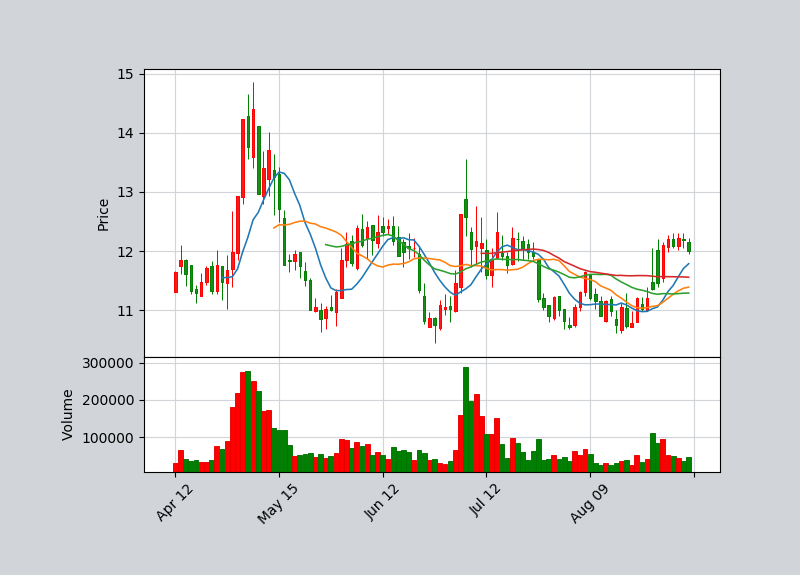 15
14
13
12
11
Price
300000
200000
100000
Volume
Apr 12
May 15
Jun 12
Jul 12
Aug 09